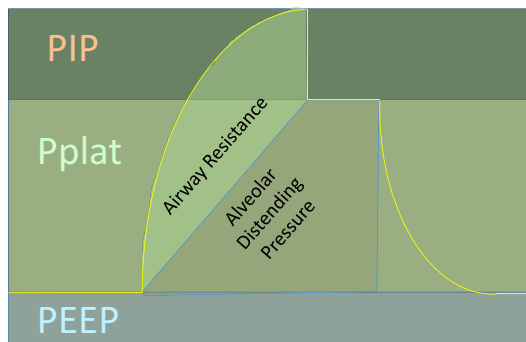 PIP
Pplat
Airway Resistance
Alveolar
Distending
Pressure
PEEP